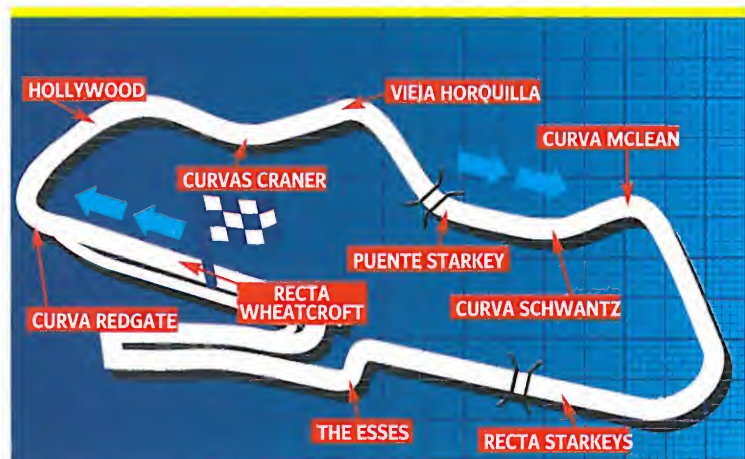 HOLLYWOOD
VIEJA HORQUILLA
CURVA MCLEAN
CURVAS CRANER
PUENTE STARKEY
CURVA SCHWANTZ
RECTA
WHEATCROFT
CURVA REDGATE
THE ESSES
RECTA STARKEYS